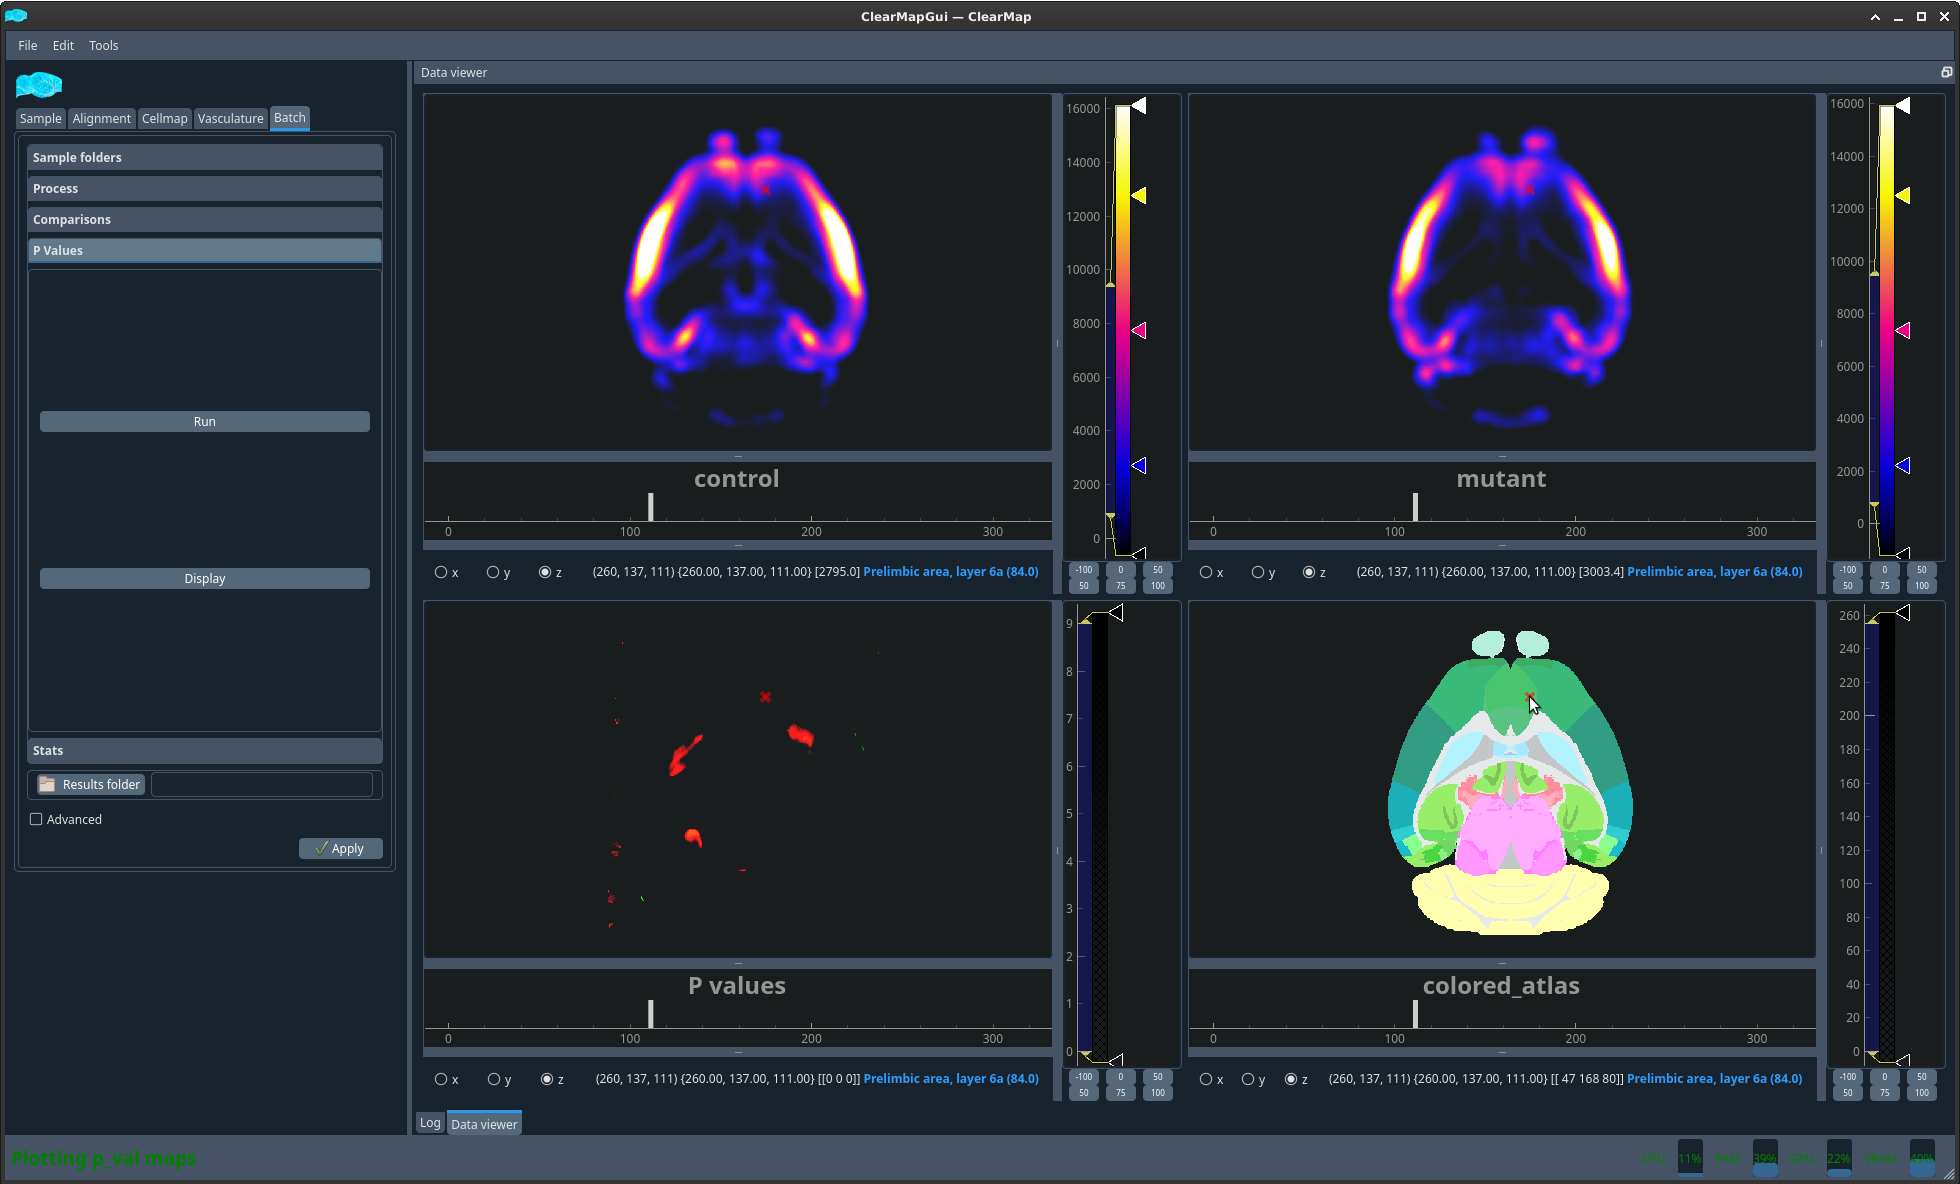 ClearMapGui — ClearMap
File Edit Tools
Data viewer
Sample Alignment Cellmap Vasculature Batch
Sample folders
Process
Comparisons
P Values
Run
Display
Stats
Results folder
Advanced
Apply
16000
14000
12000
10000
8000
6000
4000
2000
0
control
0 100 200 300
x y z (260, 137, 111) {260.00, 137.00, 111.00} [2795.0] Prelimbic area, layer 6a (84.0)
-100 0 50
50 75 100
16000
14000
12000
10000
8000
6000
4000
2000
0
mutant
0 100 200 300
x y z (260, 137, 111) {260.00, 137.00, 111.00} [3003.4] Prelimbic area, layer 6a (84.0)
-100 0 50
50 75 100
9
8
7
6
5
4
3
2
1
0
P values
0 100 200 300
x y z (260, 137, 111) {260.00, 137.00, 111.00} [[0 0 0]] Prelimbic area, layer 6a (84.0)
-100 0 50
50 75 100
260
240
220
200
180
160
140
120
100
80
60
40
20
0
colored_atlas
0 100 200 300
x y z (260, 137, 111) {260.00, 137.00, 111.00} [[ 47 168 80]] Prelimbic area, layer 6a (84.0)
-100 0 50
50 75 100
Log Data viewer
Plotting p_val maps
CPU 11% RAM 39% GPU 22% VRAM 40%